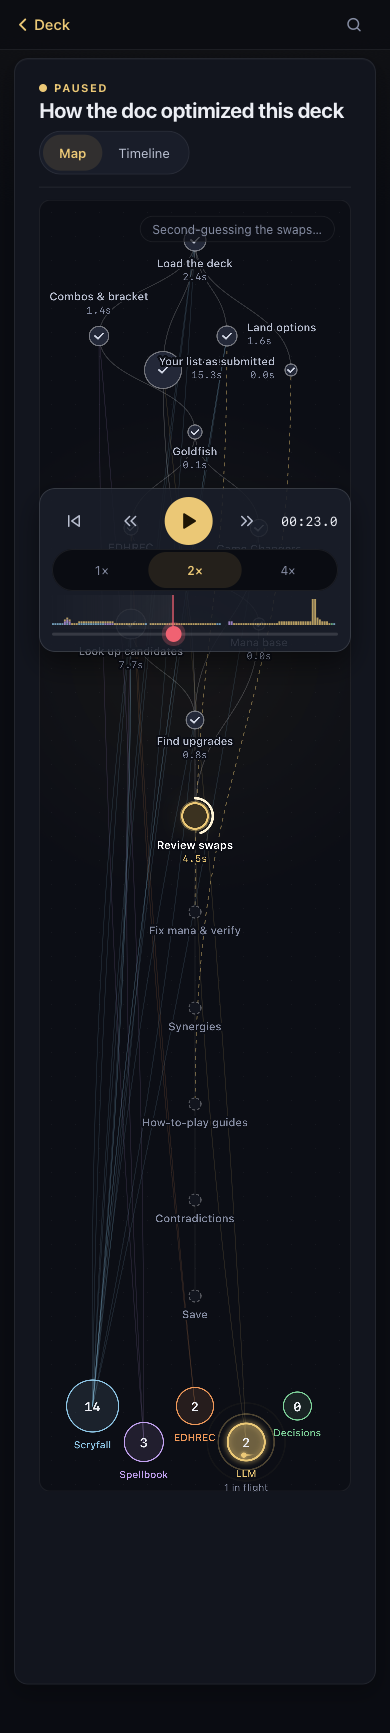 Deck
PAUSED
How the doc optimized this deck
Map
Timeline
Second-guessing the swaps...
Load the deck
2.4s
Combos & bracket
1.4s
Land options
1.6s
Your list as submitted
15.3s
0.0s
Goldfish
0.1s
00:23.0
EDHREC
1×
2×
4×
Mana base
0.0s
Look up candidates
7.7s
Find upgrades
0.8s
Review swaps
4.5s
Fix mana & verify
Synergies
How-to-play guides
Contradictions
Save
14
Scryfall
3
Spellbook
2
EDHREC
2
LLM
1 in flight
0
Decisions